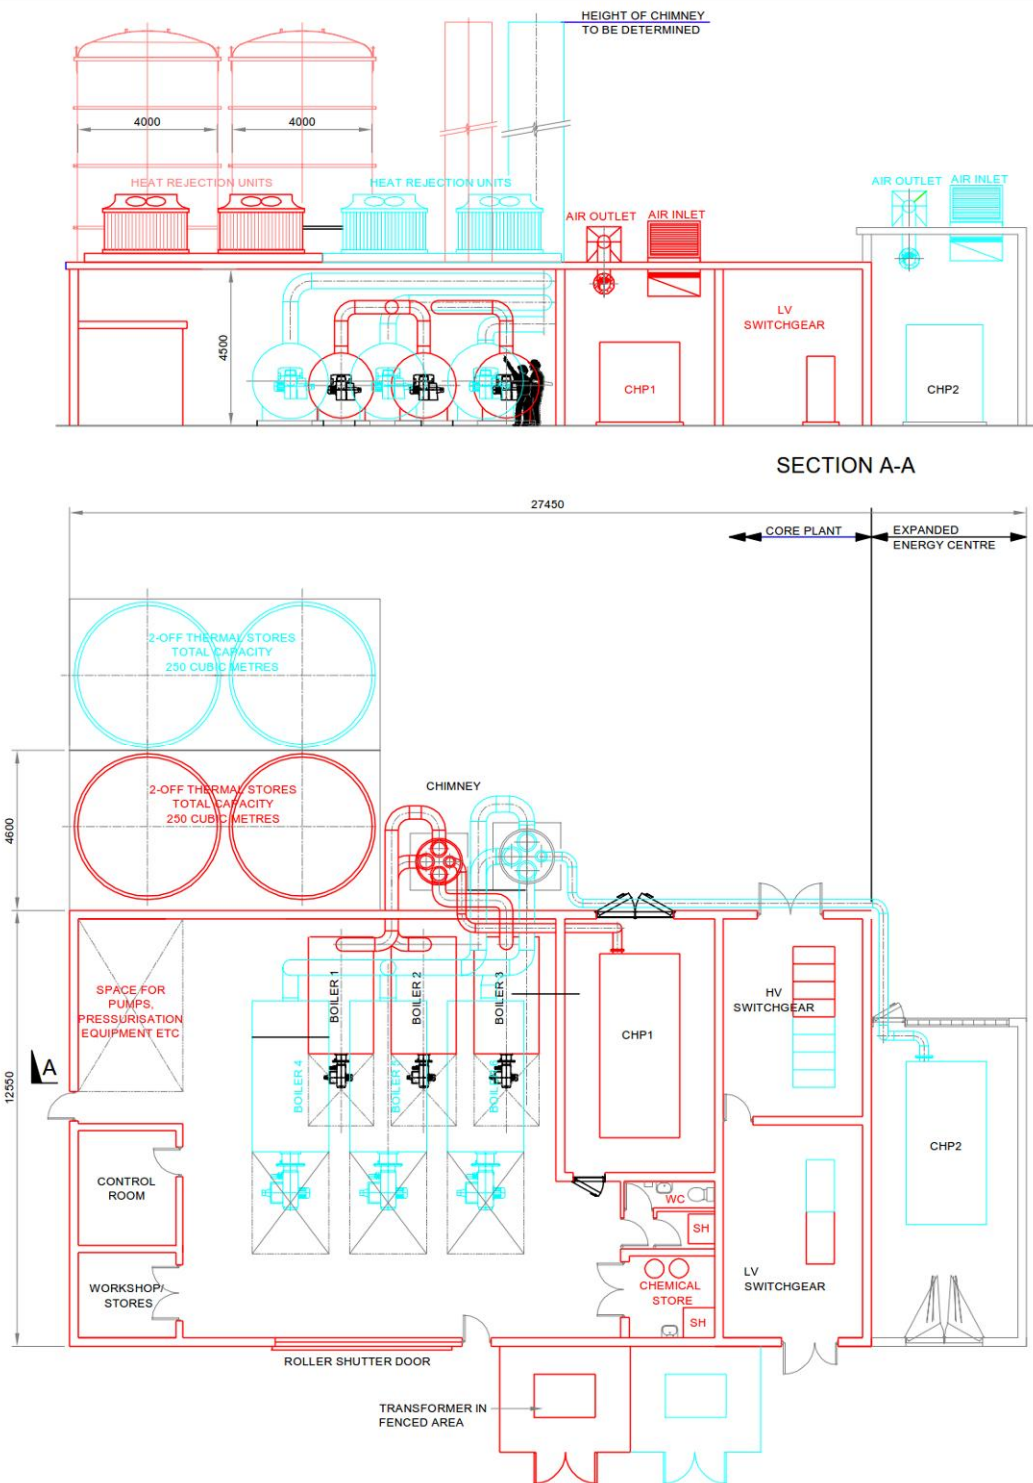 HEIGHT OF CHIMNEY
TO BE DETERMINED
4000
4000
HEAT REJECTION UNITS
HEAT REJECTION UNITS
AIR OUTLET
AIR INLET
AIR OUTLET
AIR INLET
4500
LV
SWITCHGEAR
CHP1
CHP2
SECTION A-A
27450
CORE PLANT
EXPANDED
ENERGY CENTRE
2-OFF THERMAL STORES
TOTAL CAPACITY
250 CUBIC METRES
CHIMNEY
2-OFF THERMAL STORES
TOTAL CAPACITY
250 CUBIC METRES
4600
12550
SPACE FOR
PUMPS,
PRESSURISATION
EQUIPMENT ETC
BOILER 1
BOILER 2
BOILER 3
HV
SWITCHGEAR
CHP1
A
BOILER 4
BOILER 5
CHP2
CONTROL
ROOM
WC
SH
WORKSHOP/
STORES
CHEMICAL
STORE
SH
LV
SWITCHGEAR
ROLLER SHUTTER DOOR
TRANSFORMER IN
FENCED AREA